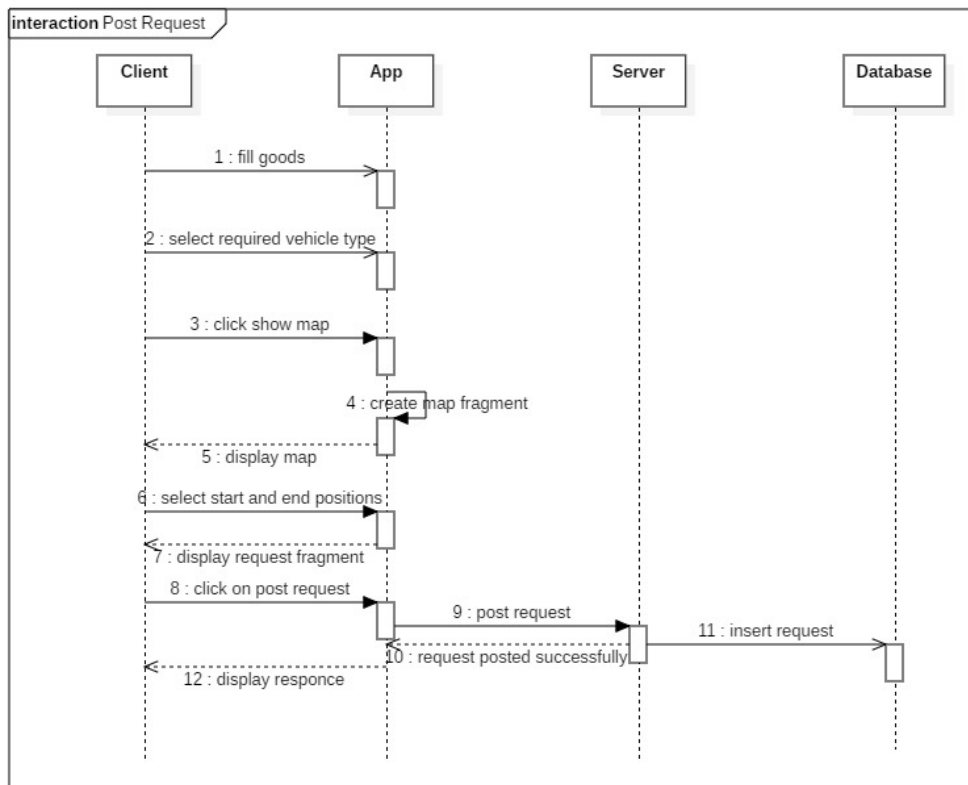 interaction Post Request
Client
App
Server
Database
1 : fill goods
2 : select required vehicle type
3 : click show map
4 : create map fragment
5 : display map
6 : select start and end positions
7 : display request fragment
8 : click on post request
9 : post request
11 : insert request
10 : request posted successfully
12 : display responce